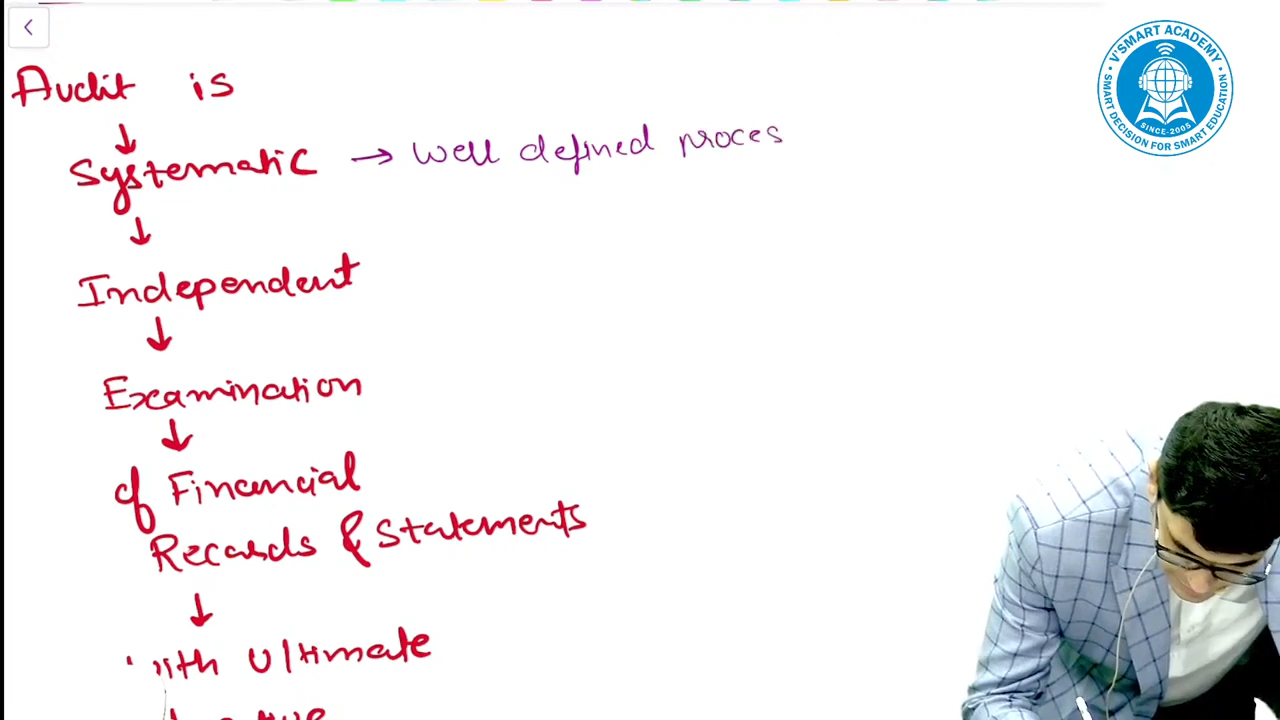 Audit is
↓
Systematic → well defined proces
↓
Independent
↓
Examination
↓
of Financial
Records & Statements
↓
with Ultimate
V'SMART ACADEMY
SINCE-2005
SMART DECISION FOR SMART EDUCATION